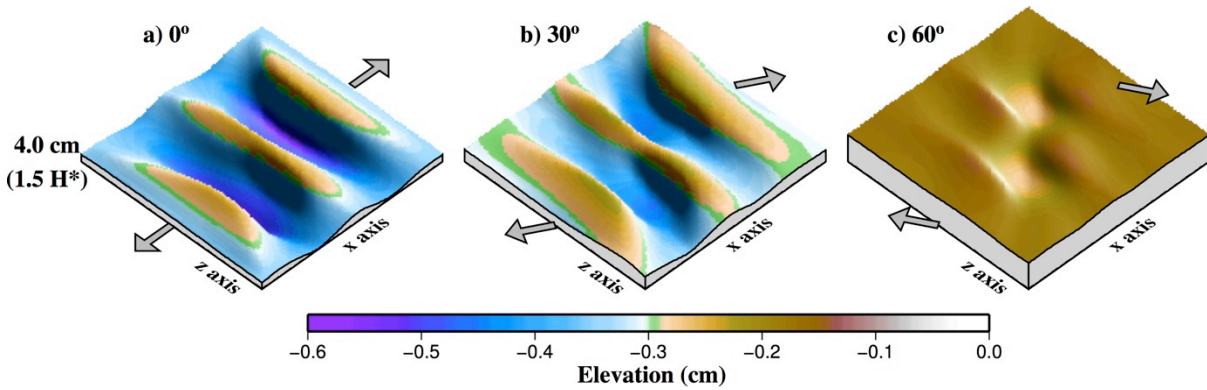 a) 0º
b) 30º
c) 60º
4.0 cm
(1.5 H*)
z axis
x axis
z axis
x axis
z axis
x axis
−0.6 −0.5 −0.4 −0.3 −0.2 −0.1 0.0
Elevation (cm)